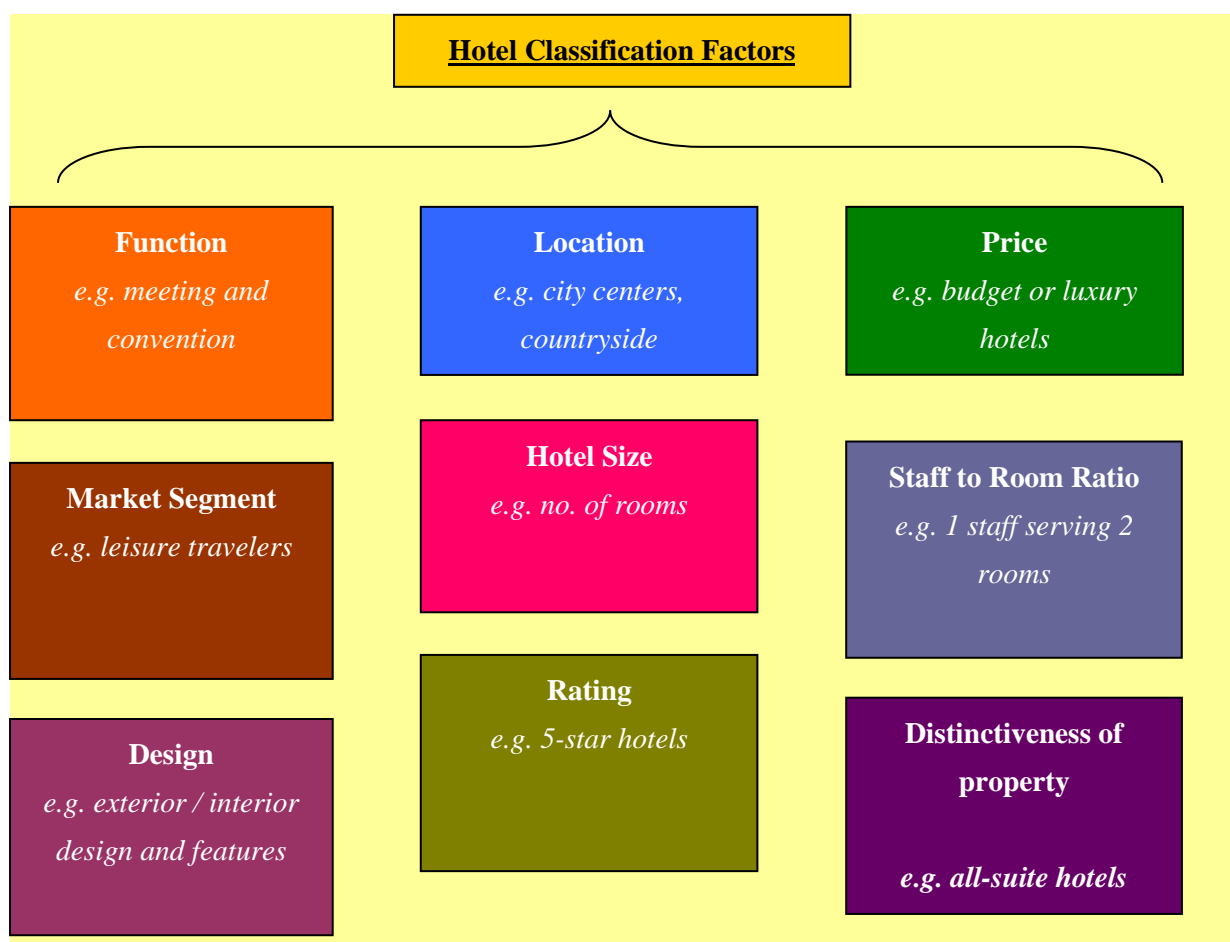 Hotel Classification Factors
Function
e.g. meeting and
convention
Location
e.g. city centers,
countryside
Price
e.g. budget or luxury
hotels
Market Segment
e.g. leisure travelers
Hotel Size
e.g. no. of rooms
Staff to Room Ratio
e.g. 1 staff serving 2
rooms
Design
e.g. exterior / interior
design and features
Rating
e.g. 5-star hotels
Distinctiveness of
property
e.g. all-suite hotels